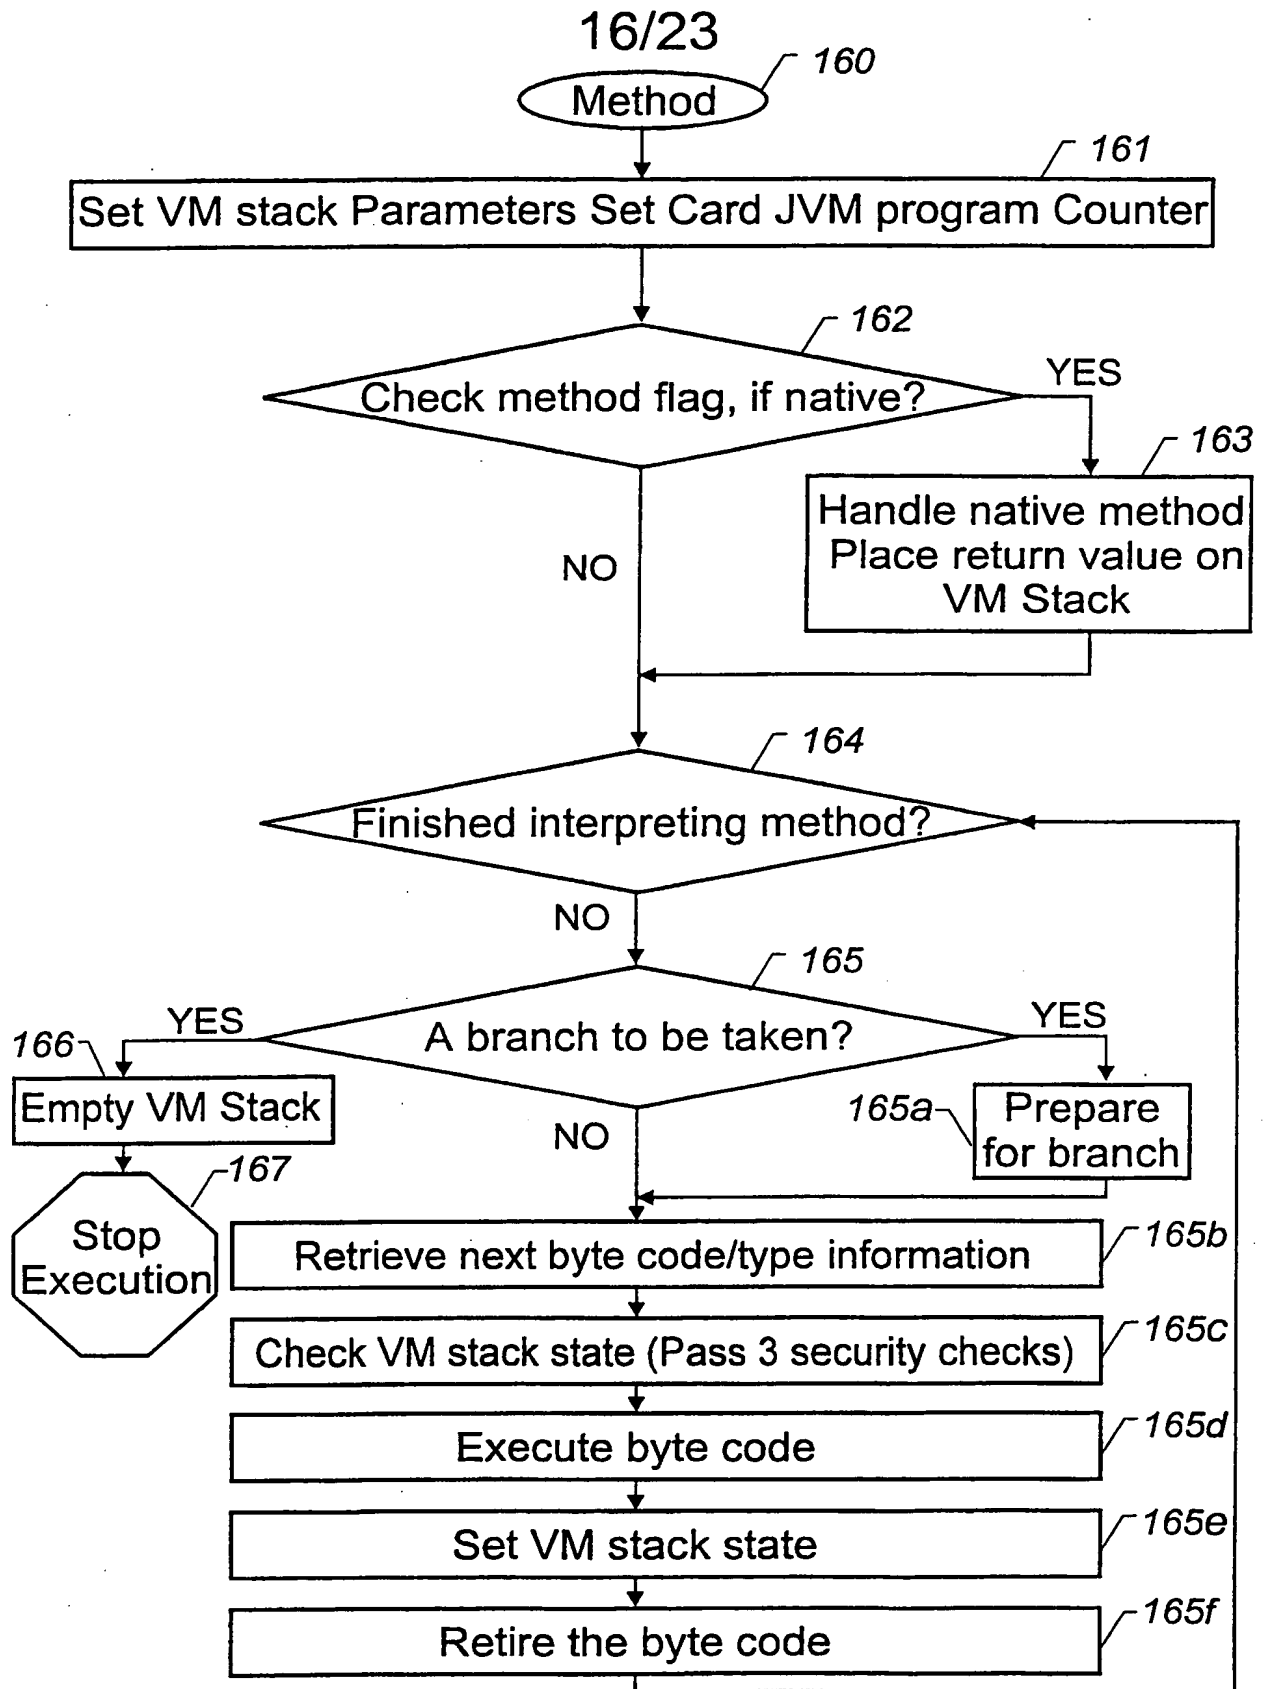 16/23
160
Method
161
Set VM stack Parameters Set Card JVM program Counter
162
Check method flag, if native?
YES
163
Handle native method
Place return value on
VM Stack
NO
164
Finished interpreting method?
NO
165
A branch to be taken?
YES
YES
166
Empty VM Stack
165a
Prepare
for branch
NO
167
Stop
Execution
165b
Retrieve next byte code/type information
165c
Check VM stack state (Pass 3 security checks)
165d
Execute byte code
165e
Set VM stack state
165f
Retire the byte code